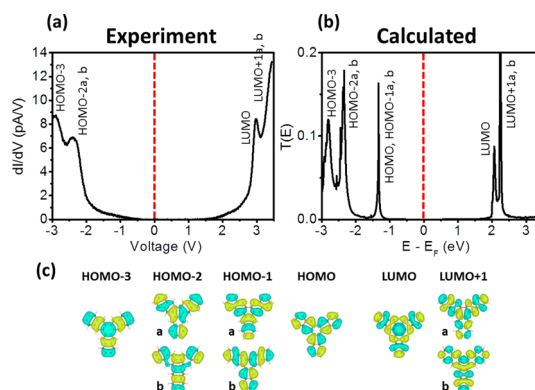 (a) Experiment
dI/dV (pA/V)
14
12
10
8
6
4
2
0
HOMO-3
HOMO-2a, b
LUMO
LUMO+1a, b
-3 -2 -1 0 1 2 3
Voltage (V)
(b) Calculated
T(E)
0.2
0.1
0.0
HOMO-3
HOMO-2a, b
HOMO, HOMO-1a, b
LUMO
LUMO+1a, b
-3 -2 -1 0 1 2 3
E - E_F (eV)
(c)
HOMO-3 HOMO-2 HOMO-1 HOMO LUMO LUMO+1
a a a
b b b